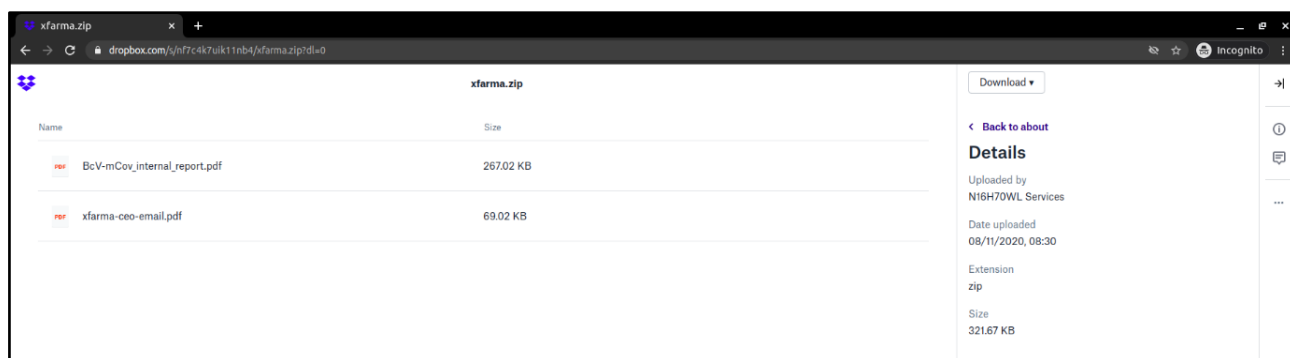 xfarma.zip
dropbox.com/s/nf7c4k7uik11nb4/xfarma.zip?dl=0
Incognito
xfarma.zip
Download
Name
Size
Back to about
Details
PDF
BcV-mCov_internal_report.pdf
267.02 KB
Uploaded by
N16H70WL Services
PDF
xfarma-ceo-email.pdf
69.02 KB
Date uploaded
08/11/2020, 08:30
Extension
zip
Size
321.67 KB